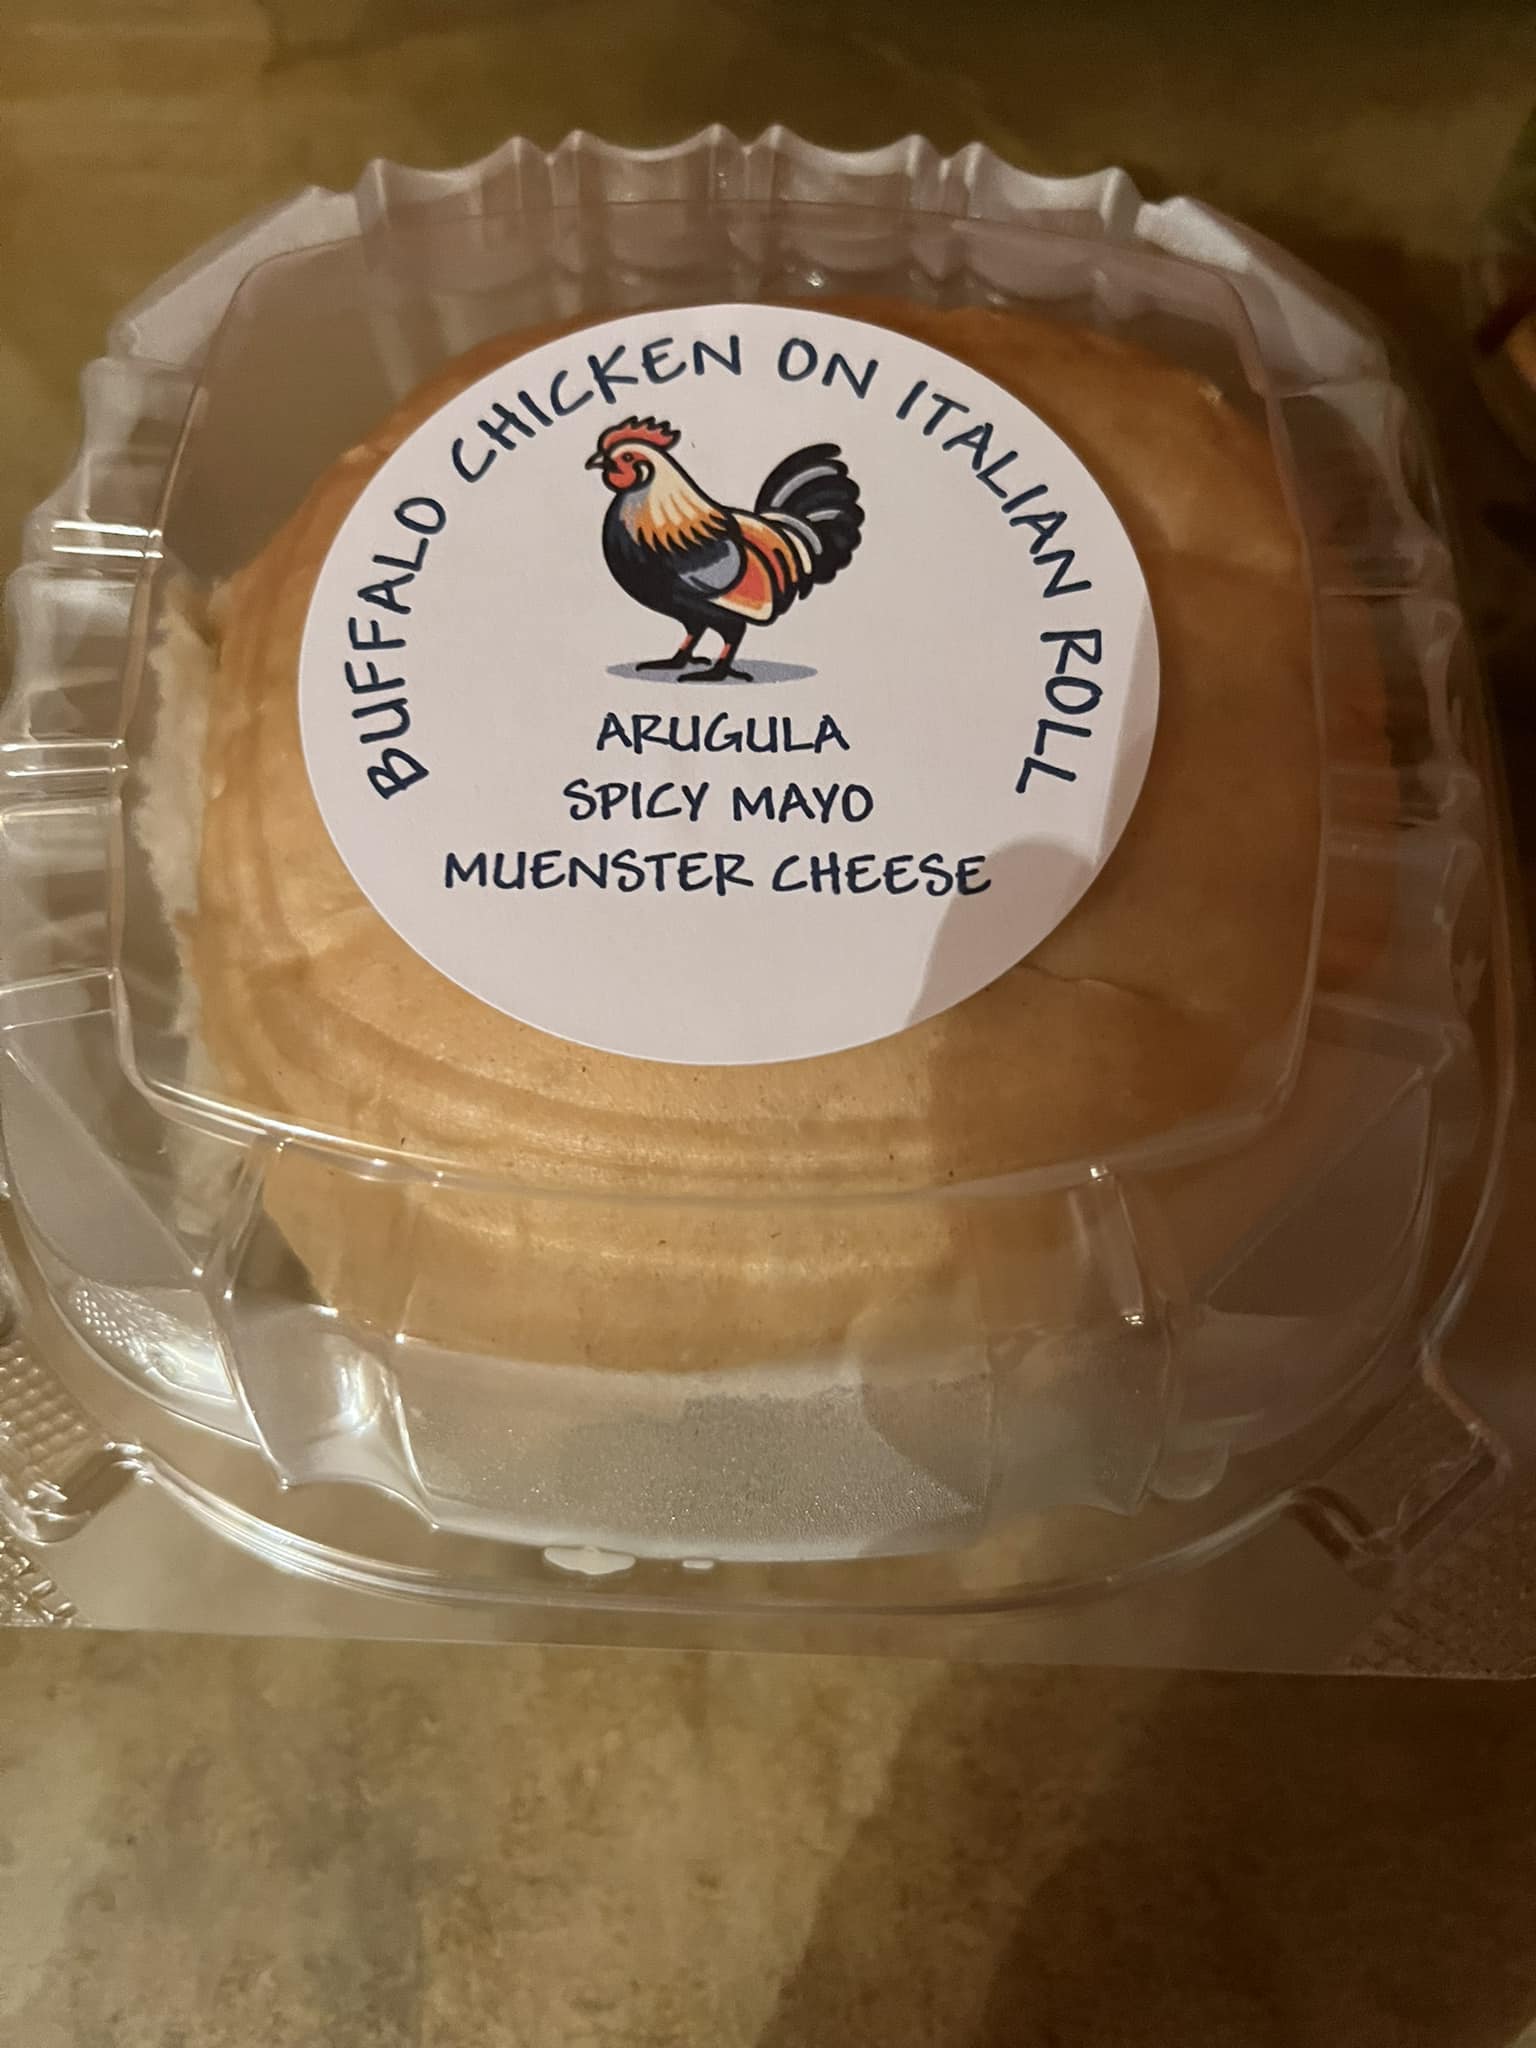 BUFFALO CHICKEN ON ITALIAN ROLL
ARUGULA
SPICY MAYO
MUENSTER CHEESE